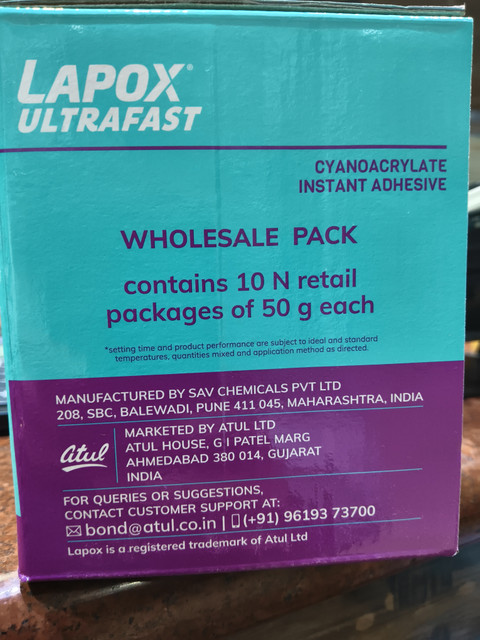 LAPOX®
ULTRAFAST
CYANOACRYLATE
INSTANT ADHESIVE
WHOLESALE PACK
contains 10 N retail
packages of 50 g each
*setting time and product performance are subject to ideal and standard
temperatures, quantities mixed and application method as directed.
MANUFACTURED BY SAV CHEMICALS PVT LTD
208, SBC, BALEWADI, PUNE 411 045, MAHARASHTRA, INDIA
atul
MARKETED BY ATUL LTD
ATUL HOUSE, G I PATEL MARG
AHMEDABAD 380 014, GUJARAT
INDIA
FOR QUERIES OR SUGGESTIONS,
CONTACT CUSTOMER SUPPORT AT:
bond@atul.co.in | (+91) 96193 73700
Lapox is a registered trademark of Atul Ltd